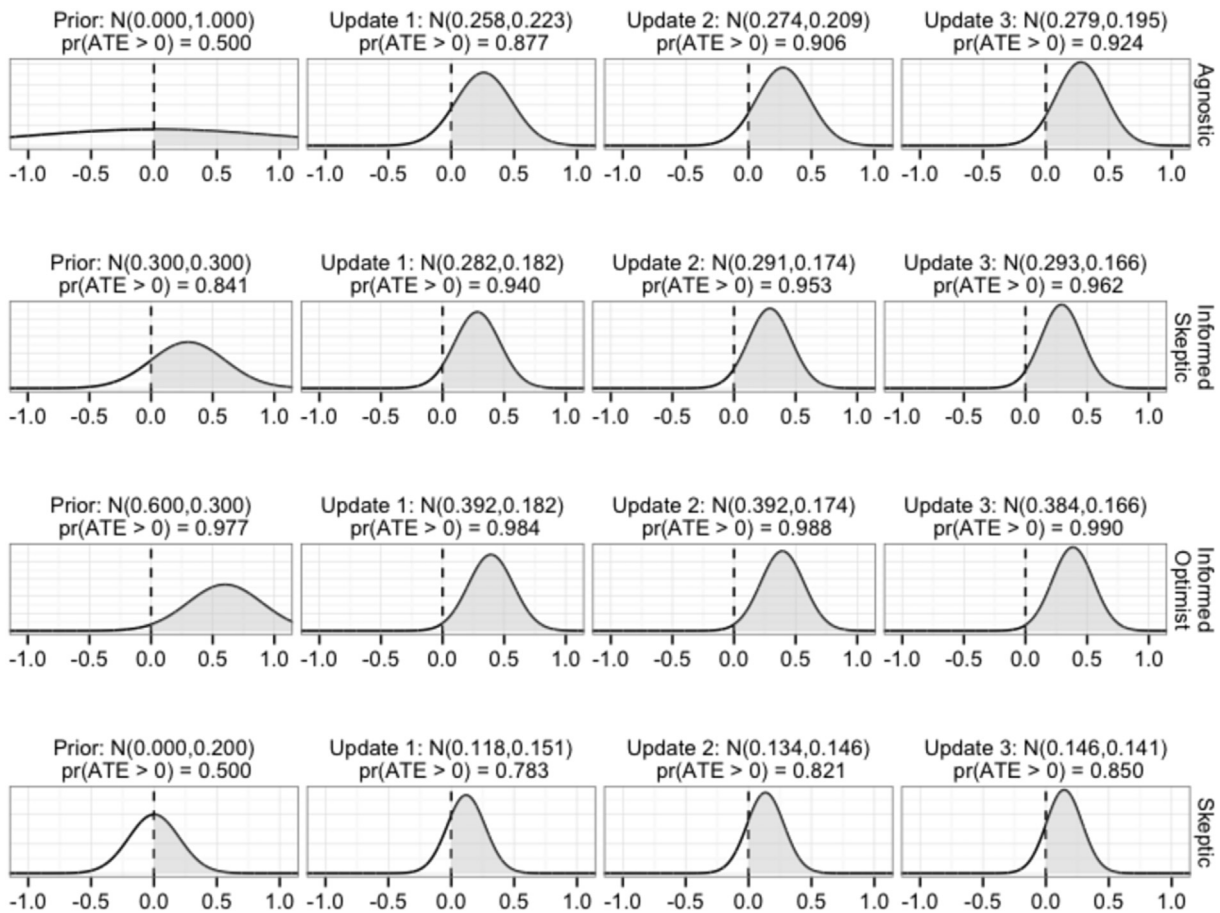 Prior: N(0.000,1.000)
pr(ATE > 0) = 0.500
Update 1: N(0.258,0.223)
pr(ATE > 0) = 0.877
Update 2: N(0.274,0.209)
pr(ATE > 0) = 0.906
Update 3: N(0.279,0.195)
pr(ATE > 0) = 0.924
Agnostic
-1.0 -0.5 0.0 0.5 1.0
-1.0 -0.5 0.0 0.5 1.0
-1.0 -0.5 0.0 0.5 1.0
-1.0 -0.5 0.0 0.5 1.0
Prior: N(0.300,0.300)
pr(ATE > 0) = 0.841
Update 1: N(0.282,0.182)
pr(ATE > 0) = 0.940
Update 2: N(0.291,0.174)
pr(ATE > 0) = 0.953
Update 3: N(0.293,0.166)
pr(ATE > 0) = 0.962
Informed
Skeptic
-1.0 -0.5 0.0 0.5 1.0
-1.0 -0.5 0.0 0.5 1.0
-1.0 -0.5 0.0 0.5 1.0
-1.0 -0.5 0.0 0.5 1.0
Prior: N(0.600,0.300)
pr(ATE > 0) = 0.977
Update 1: N(0.392,0.182)
pr(ATE > 0) = 0.984
Update 2: N(0.392,0.174)
pr(ATE > 0) = 0.988
Update 3: N(0.384,0.166)
pr(ATE > 0) = 0.990
Informed
Optimist
-1.0 -0.5 0.0 0.5 1.0
-1.0 -0.5 0.0 0.5 1.0
-1.0 -0.5 0.0 0.5 1.0
-1.0 -0.5 0.0 0.5 1.0
Prior: N(0.000,0.200)
pr(ATE > 0) = 0.500
Update 1: N(0.118,0.151)
pr(ATE > 0) = 0.783
Update 2: N(0.134,0.146)
pr(ATE > 0) = 0.821
Update 3: N(0.146,0.141)
pr(ATE > 0) = 0.850
Skeptic
-1.0 -0.5 0.0 0.5 1.0
-1.0 -0.5 0.0 0.5 1.0
-1.0 -0.5 0.0 0.5 1.0
-1.0 -0.5 0.0 0.5 1.0